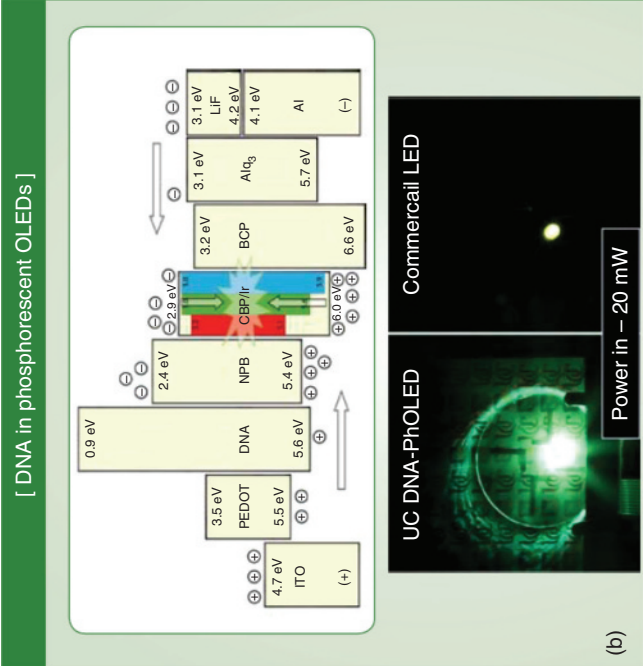 [ DNA in phosphorescent OLEDs ]
4.7 eV
ITO
(+)
3.5 eV
PEDOT
5.5 eV
0.9 eV
DNA
5.6 eV
2.4 eV
NPB
5.4 eV
2.9 eV
CBP/Ir
6.0 eV
3.2 eV
BCP
6.6 eV
3.1 eV
Alq3
5.7 eV
3.1 eV
LiF
4.2 eV
4.1 eV
Al
(–)
UC DNA-PhOLED
Commercail LED
Power in – 20 mW
(b)